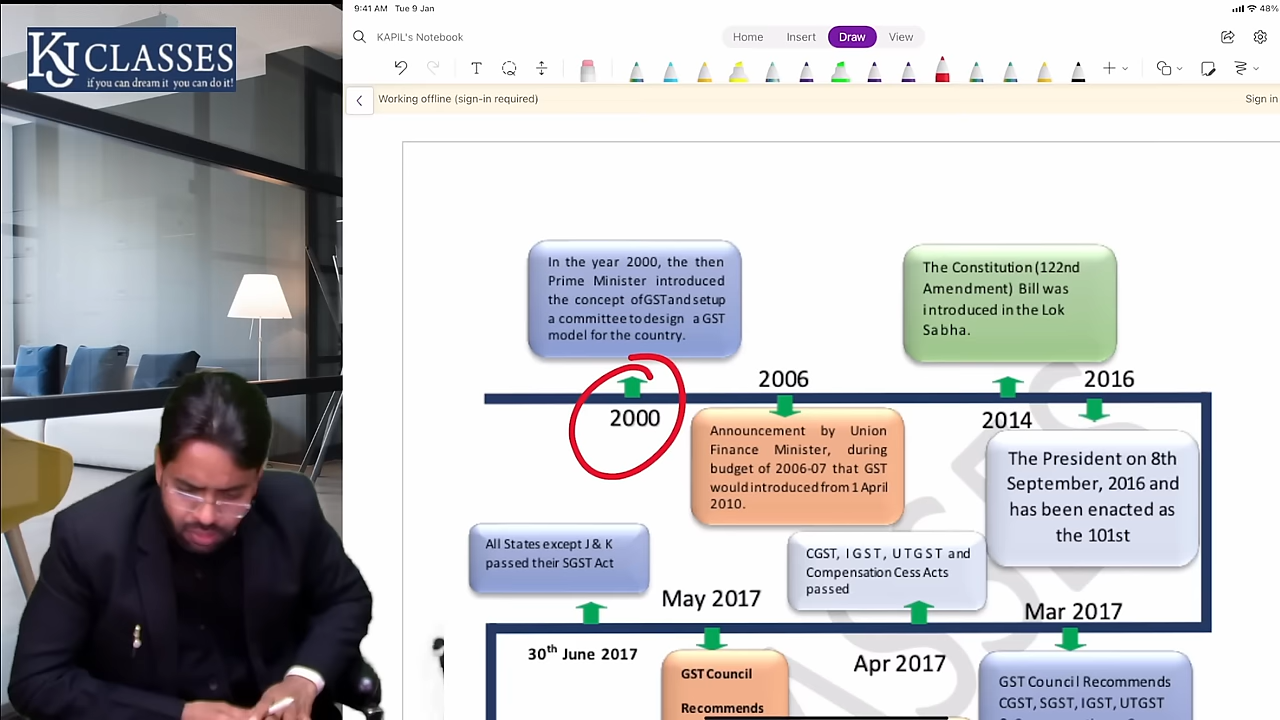 9:41 AM Tue 9 Jan
48%
KJ CLASSES
if you can dream it you can do it!
KAPIL's Notebook
Home Insert Draw View
Working offline (sign-in required)
Sign in
In the year 2000, the then
Prime Minister introduced
the concept of GST and setup
a committee to design a GST
model for the country.
The Constitution (122nd
Amendment) Bill was
introduced in the Lok
Sabha.
2000
2006
2014
2016
Announcement by Union
Finance Minister, during
budget of 2006-07 that GST
would introduced from 1 April
2010.
The President on 8th
September, 2016 and
has been enacted as
the 101st
All States except J & K
passed their SGST Act
CGST, IGST, UTGST and
Compensation Cess Acts
passed
30th June 2017
May 2017
Apr 2017
Mar 2017
GST Council
Recommends
GST Council Recommends
CGST, SGST, IGST, UTGST